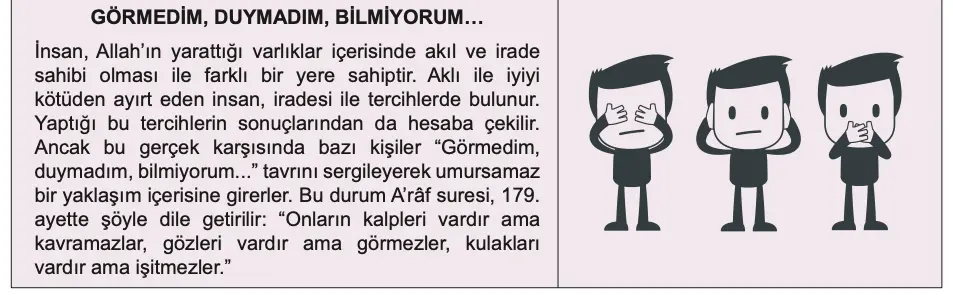 GÖRMEDİM, DUYMADIM, BİLMİYORUM…
İnsan, Allah’ın yarattığı varlıklar içerisinde akıl ve irade
sahibi olması ile farklı bir yere sahiptir. Aklı ile iyiyi
kötüden ayırt eden insan, iradesi ile tercihlerde bulunur.
Yaptığı bu tercihlerin sonuçlarından da hesaba çekilir.
Ancak bu gerçek karşısında bazı kişiler “Görmedim,
duymadım, bilmiyorum...” tavrını sergileyerek umursamaz
bir yaklaşım içerisine girerler. Bu durum A’râf suresi, 179.
ayette şöyle dile getirilir: “Onların kalpleri vardır ama
kavramazlar, gözleri vardır ama görmezler, kulakları
vardır ama işitmezler.”